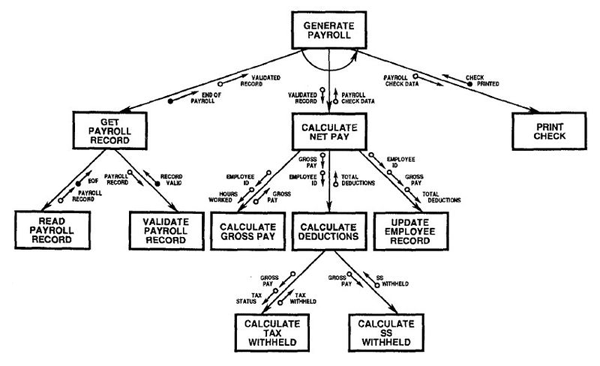 GENERATE
PAYROLL
VALIDATED
RECORD
END OF
PAYROLL
VALIDATED
RECORD
PAYROLL
CHECK DATA
PAYROLL
CHECK DATA
CHECK
PRINTED
GET
PAYROLL
RECORD
CALCULATE
NET PAY
PRINT
CHECK
EOF
PAYROLL
RECORD
PAYROLL
RECORD
RECORD
VALID
EMPLOYEE
ID
HOURS
WORKED
GROSS
PAY
GROSS
PAY
EMPLOYEE
ID
TOTAL
DEDUCTIONS
EMPLOYEE
ID
GROSS
PAY
TOTAL
DEDUCTIONS
READ
PAYROLL
RECORD
VALIDATE
PAYROLL
RECORD
CALCULATE
GROSS PAY
CALCULATE
DEDUCTIONS
UPDATE
EMPLOYEE
RECORD
GROSS
PAY
TAX
STATUS
TAX
WITHHELD
GROSS
PAY
SS
WITHHELD
CALCULATE
TAX
WITHHELD
CALCULATE
SS
WITHHELD